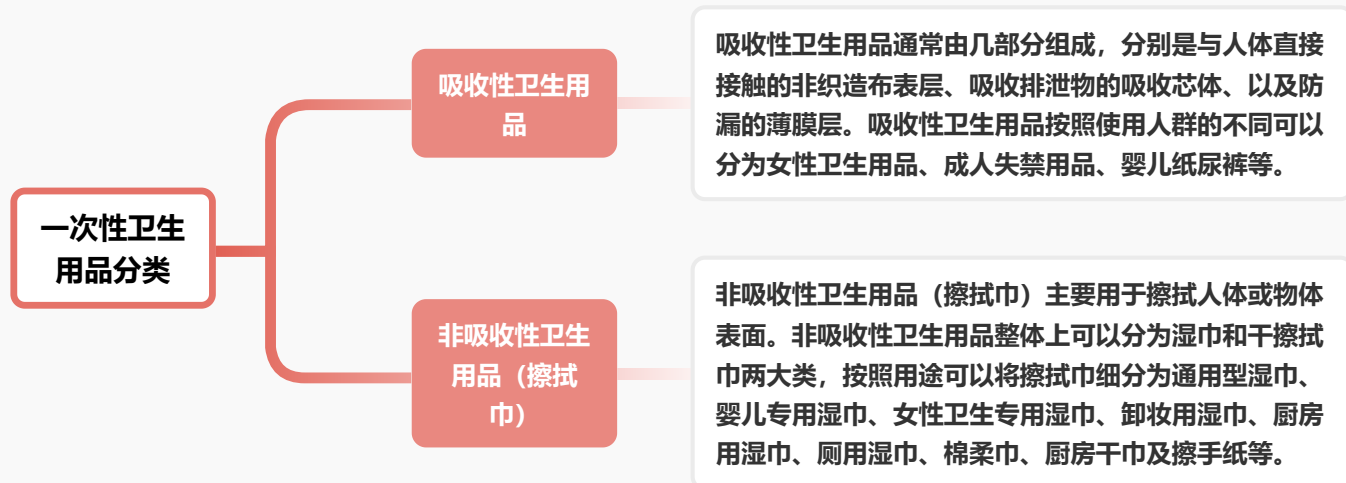 吸收性卫生用品通常由几部分组成，分别是与人体直接
接触的非织造布表层、吸收排泄物的吸收芯体、以及防
漏的薄膜层。吸收性卫生用品按照使用人群的不同可以
分为女性卫生用品、成人失禁用品、婴儿纸尿裤等。
吸收性卫生用
品
一次性卫生
用品分类
非吸收性卫生
用品（擦拭
巾）
非吸收性卫生用品（擦拭巾）主要用于擦拭人体或物体
表面。非吸收性卫生用品整体上可以分为湿巾和干擦拭
巾两大类，按照用途可以将擦拭巾细分为通用型湿巾、
婴儿专用湿巾、女性卫生专用湿巾、卸妆用湿巾、厨房
用湿巾、厕用湿巾、棉柔巾、厨房干巾及擦手纸等。